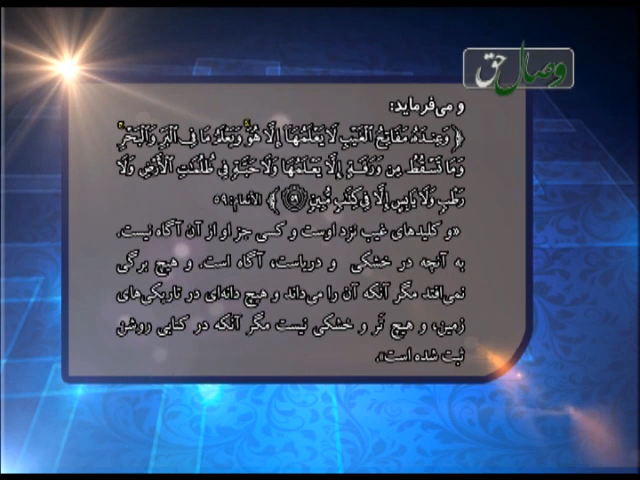 وصال حق
و می‌فرماید:
﴿ وَعِندَهُ مَفَاتِحُ الْغَيْبِ لَا يَعْلَمُهَا إِلَّا هُوَ ۚ وَيَعْلَمُ مَا فِي الْبَرِّ وَالْبَحْرِ ۚ
وَمَا تَسْقُطُ مِن وَرَقَةٍ إِلَّا يَعْلَمُهَا وَلَا حَبَّةٍ فِي ظُلُمَاتِ الْأَرْضِ وَلَا
رَطْبٍ وَلَا يَابِسٍ إِلَّا فِي كِتَابٍ مُّبِينٍ ۝٥٩ ﴾ الأنعام: ٥٩
«و کلیدهای غیب نزد اوست و کسی جز او از آن آگاه نیست.
به آنچه در خشکی و دریاست، آگاه است. و هیچ برگی
نمی‌افتد مگر آنکه آن را می‌داند و هیچ دانه‌ای در تاریکی‌های
زمین، و هیچ تَر و خشکی نیست مگر آنکه در کتابی روشن
ثبت شده است».